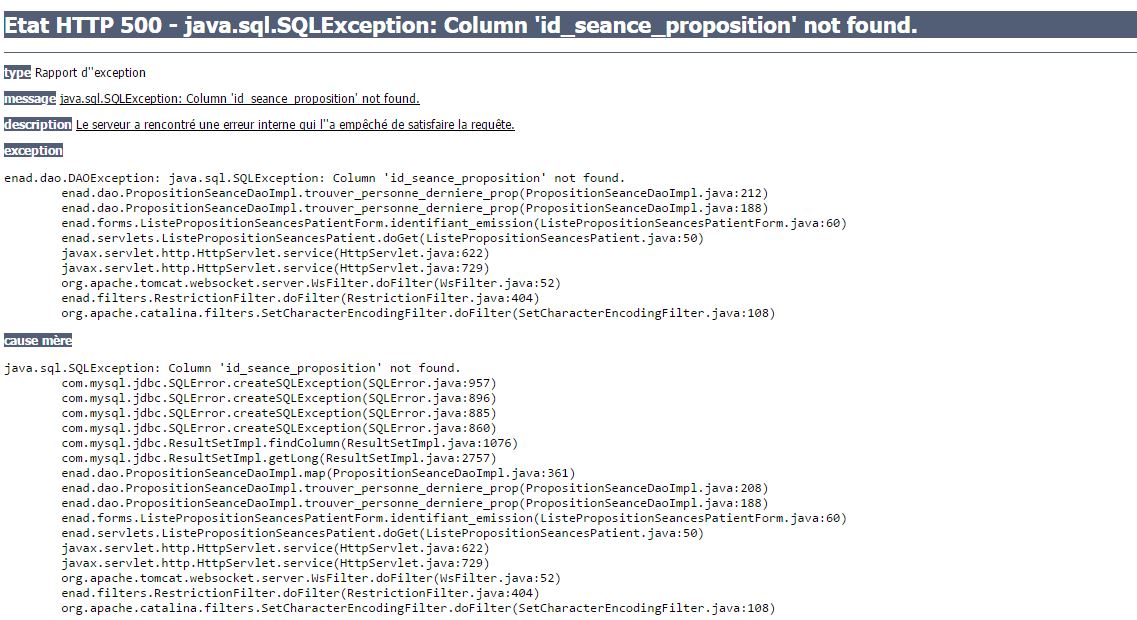 Etat HTTP 500 - java.sql.SQLException: Column 'id_seance_proposition' not found.
type Rapport d''exception
message java.sql.SQLException: Column 'id_seance_proposition' not found.
description Le serveur a rencontré une erreur interne qui l''a empêché de satisfaire la requête.
exception
enad.dao.DAOException: java.sql.SQLException: Column 'id_seance_proposition' not found.
enad.dao.PropositionSeanceDaoImpl.trouver_personne_derniere_prop(PropositionSeanceDaoImpl.java:212)
enad.dao.PropositionSeanceDaoImpl.trouver_personne_derniere_prop(PropositionSeanceDaoImpl.java:188)
enad.forms.ListePropositionSeancesPatientForm.identifiant_emission(ListePropositionSeancesPatientForm.java:60)
enad.servlets.ListePropositionSeancesPatient.doGet(ListePropositionSeancesPatient.java:50)
javax.servlet.http.HttpServlet.service(HttpServlet.java:622)
javax.servlet.http.HttpServlet.service(HttpServlet.java:729)
org.apache.tomcat.websocket.server.WsFilter.doFilter(WsFilter.java:52)
enad.filters.RestrictionFilter.doFilter(RestrictionFilter.java:404)
org.apache.catalina.filters.SetCharacterEncodingFilter.doFilter(SetCharacterEncodingFilter.java:108)
cause mère
java.sql.SQLException: Column 'id_seance_proposition' not found.
com.mysql.jdbc.SQLError.createSQLException(SQLError.java:957)
com.mysql.jdbc.SQLError.createSQLException(SQLError.java:896)
com.mysql.jdbc.SQLError.createSQLException(SQLError.java:885)
com.mysql.jdbc.SQLError.createSQLException(SQLError.java:860)
com.mysql.jdbc.ResultSetImpl.findColumn(ResultSetImpl.java:1076)
com.mysql.jdbc.ResultSetImpl.getLong(ResultSetImpl.java:2757)
enad.dao.PropositionSeanceDaoImpl.map(PropositionSeanceDaoImpl.java:361)
enad.dao.PropositionSeanceDaoImpl.trouver_personne_derniere_prop(PropositionSeanceDaoImpl.java:208)
enad.dao.PropositionSeanceDaoImpl.trouver_personne_derniere_prop(PropositionSeanceDaoImpl.java:188)
enad.forms.ListePropositionSeancesPatientForm.identifiant_emission(ListePropositionSeancesPatientForm.java:60)
enad.servlets.ListePropositionSeancesPatient.doGet(ListePropositionSeancesPatient.java:50)
javax.servlet.http.HttpServlet.service(HttpServlet.java:622)
javax.servlet.http.HttpServlet.service(HttpServlet.java:729)
org.apache.tomcat.websocket.server.WsFilter.doFilter(WsFilter.java:52)
enad.filters.RestrictionFilter.doFilter(RestrictionFilter.java:404)
org.apache.catalina.filters.SetCharacterEncodingFilter.doFilter(SetCharacterEncodingFilter.java:108)